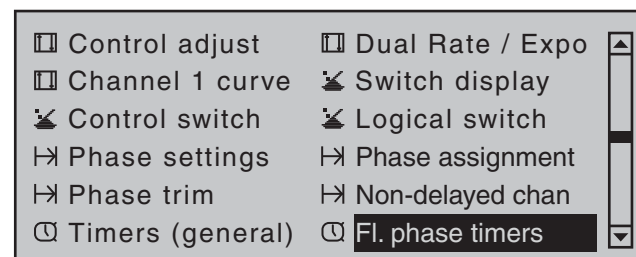 Control adjust Dual Rate / Expo
Channel 1 curve Switch display
Control switch Logical switch
Phase settings Phase assignment
Phase trim Non-delayed chan
Timers (general) Fl. phase timers